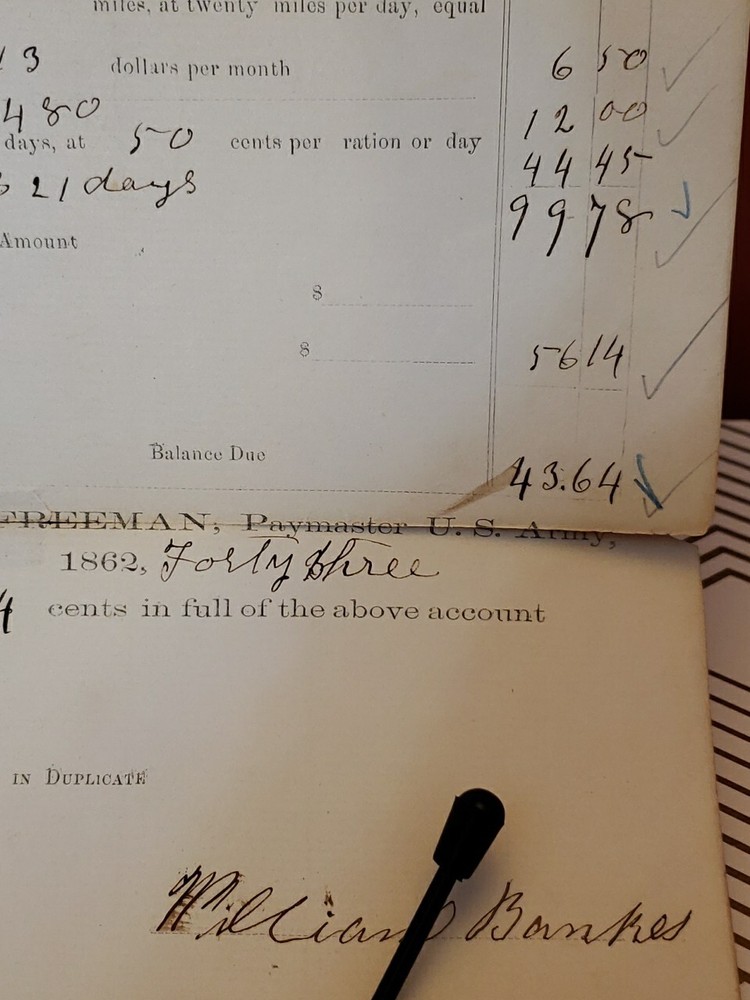 miles, at twenty miles per day, equal
13 dollars per month 6 50
480 12 00
days, at 50 cents per ration or day 44 45
21 days 99 78
Amount
$
$ 56 14
Balance Due 43.64
FREEMAN, Paymaster U. S. Army,
1862, Forty three
4 cents in full of the above account
IN DUPLICATE
William Bankes